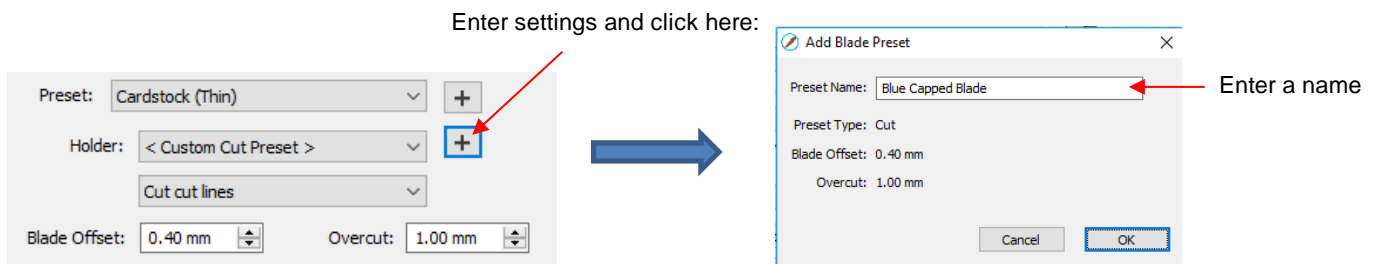 Enter settings and click here:
Preset: Cardstock (Thin) +
Holder: < Custom Cut Preset > +
Cut cut lines
Blade Offset: 0.40 mm Overcut: 1.00 mm
Add Blade Preset
Preset Name: Blue Capped Blade
Enter a name
Preset Type: Cut
Blade Offset: 0.40 mm
Overcut: 1.00 mm
Cancel OK